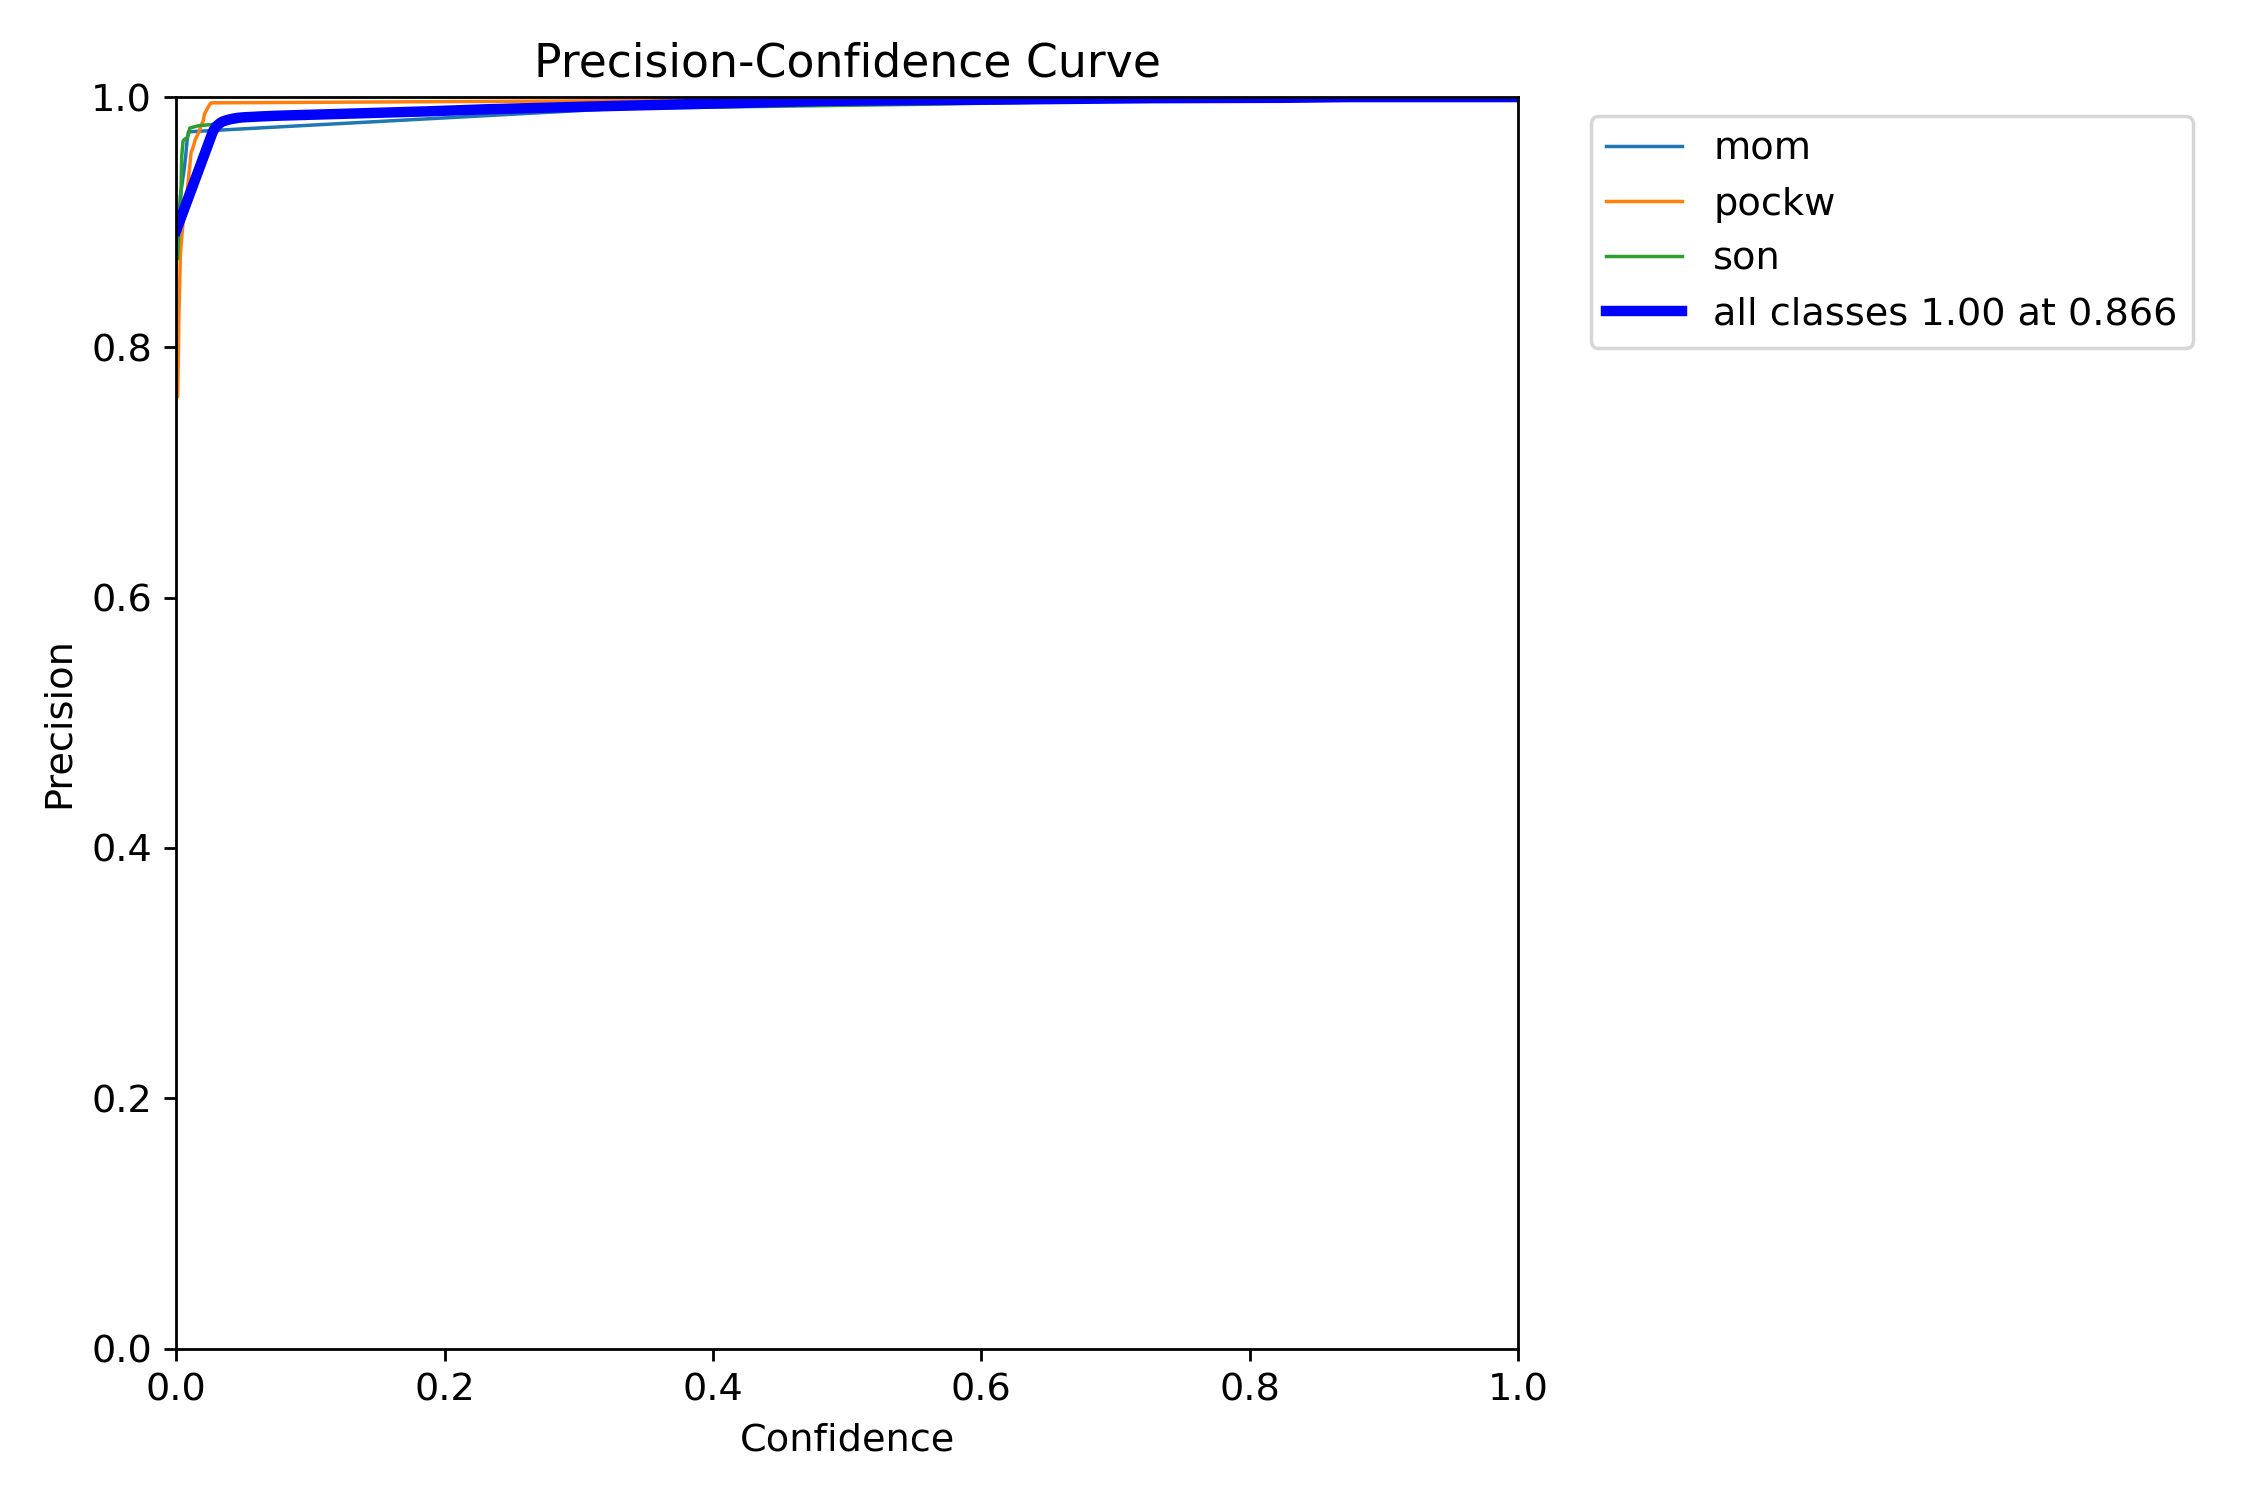 Precision-Confidence Curve
1.0
0.8
0.6
0.4
0.2
0.0
Precision
0.0 0.2 0.4 0.6 0.8 1.0
Confidence
mom
pockw
son
all classes 1.00 at 0.866